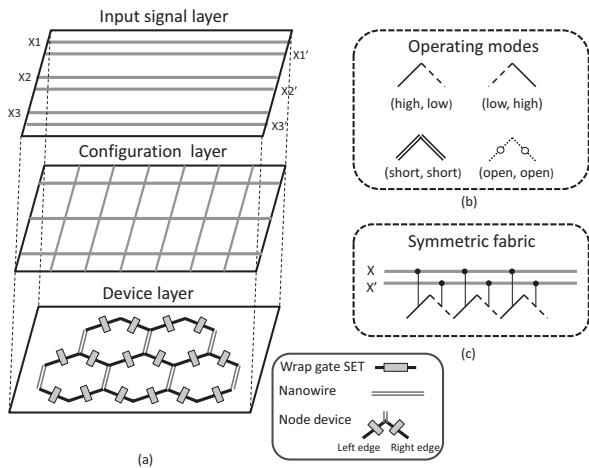 Input signal layer
X1
X1'
X2
X2'
X3
X3'
Configuration layer
Device layer
(a)
Operating modes
(high, low)
(low, high)
(short, short)
(open, open)
(b)
Symmetric fabric
X
X'
(c)
Wrap gate SET
Nanowire
Node device
Left edge
Right edge